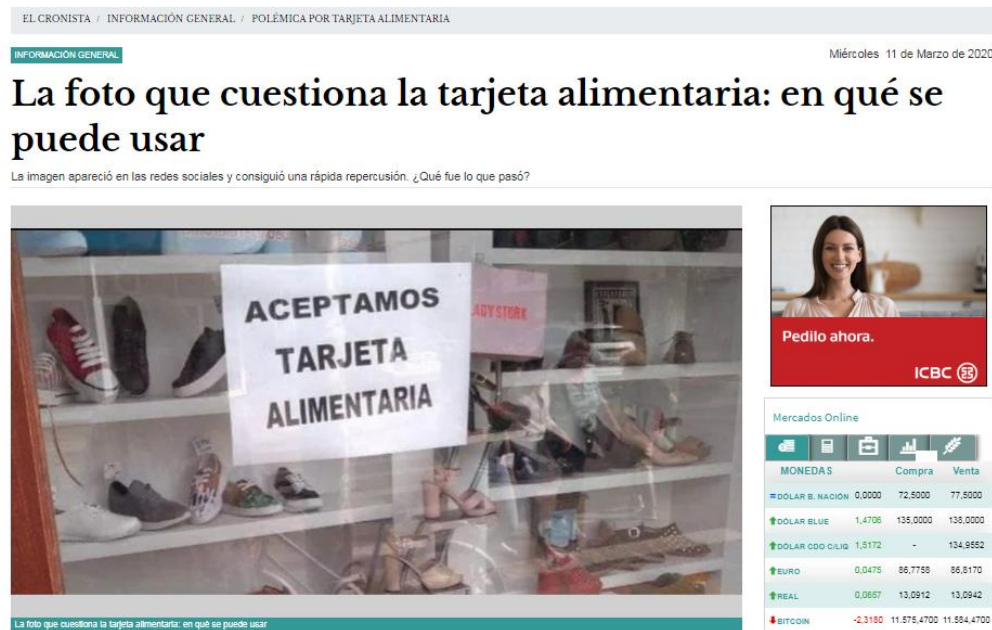 EL CRONISTA / INFORMACIÓN GENERAL / POLÉMICA POR TARJETA ALIMENTARIA
INFORMACIÓN GENERAL
Miércoles 11 de Marzo de 2020
La foto que cuestiona la tarjeta alimentaria: en qué se
puede usar
La imagen apareció en las redes sociales y consiguió una rápida repercusión. ¿Qué fue lo que pasó?
ACEPTAMOS
TARJETA
ALIMENTARIA
LADY STORK
La foto que cuestiona la tarjeta alimentaria: en qué se puede usar
Pedilo ahora.
ICBC
Mercados Online
MONEDAS Compra Venta
DÓLAR B. NACIÓN 0,0000 72,5000 77,5000
DÓLAR BLUE 1,4706 135,0000 138,0000
DÓLAR CDO C/LIQ 1,5172 - 134,9552
EURO 0,0475 86,7758 86,8170
REAL 0,0657 13,0912 13,0942
BITCOIN -2,3180 11.575,4700 11.584,4700